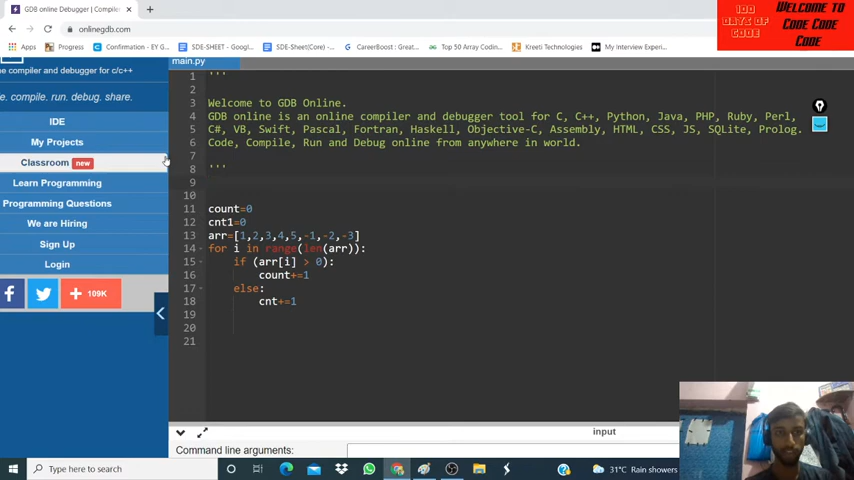 GDB online Debugger | Compiler
onlinegdb.com
Apps
Progress
Confirmation - EY G...
SDE-SHEET - Googl...
SDE-Sheet(Core) - ...
CareerBoost : Great...
Top 50 Array Coding...
Kreeti Technologies
My Interview Experi...
100
DAYS OF
CODE
WELCOME TO
CODE CODE
CODE
ne compiler and debugger for c/c++
e. compile. run. debug. share.
IDE
My Projects
Classroom new
Learn Programming
Programming Questions
We are Hiring
Sign Up
Login
109K
main.py
1 '''
2
3 Welcome to GDB Online.
4 GDB online is an online compiler and debugger tool for C, C++, Python, Java, PHP, Ruby, Perl,
5 C#, VB, Swift, Pascal, Fortran, Haskell, Objective-C, Assembly, HTML, CSS, JS, SQLite, Prolog.
6 Code, Compile, Run and Debug online from anywhere in world.
7
8 '''
9
10
11 count=0
12 cnt1=0
13 arr=[1,2,3,4,5,-1,-2,-3]
14 for i in range(len(arr)):
15 if (arr[i] > 0):
16 count+=1
17 else:
18 cnt+=1
19
20
21
input
Command line arguments:
Type here to search
31°C Rain showers